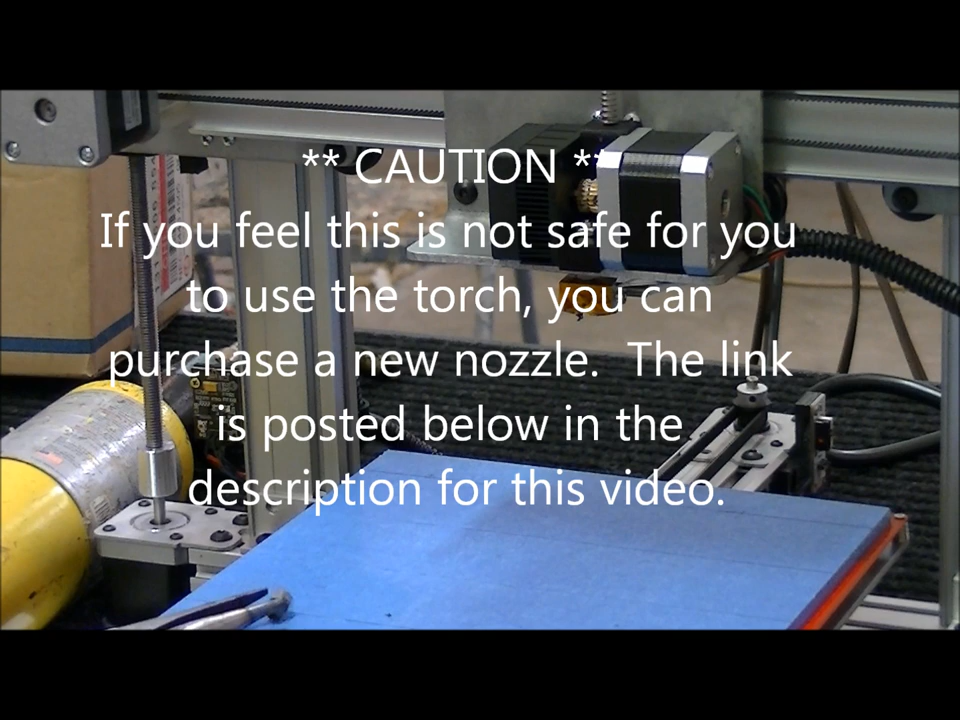 ** CAUTION **
If you feel this is not safe for you
to use the torch, you can
purchase a new nozzle.  The link
is posted below in the
description for this video.